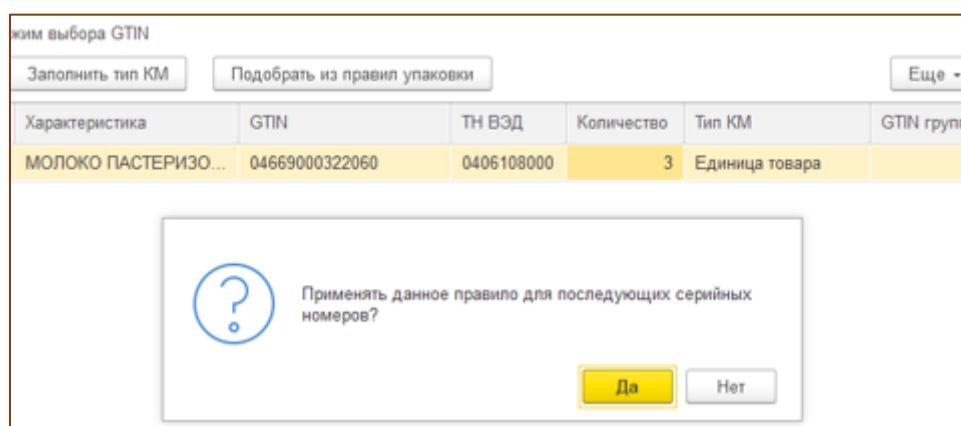 жим выбора GTIN
Заполнить тип КМ Подобрать из правил упаковки Еще
Характеристика GTIN ТН ВЭД Количество Тип КМ GTIN групп
МОЛОКО ПАСТЕРИЗО... 04669000322060 0406108000 3 Единица товара
Применять данное правило для последующих серийных
номеров?
Да Нет